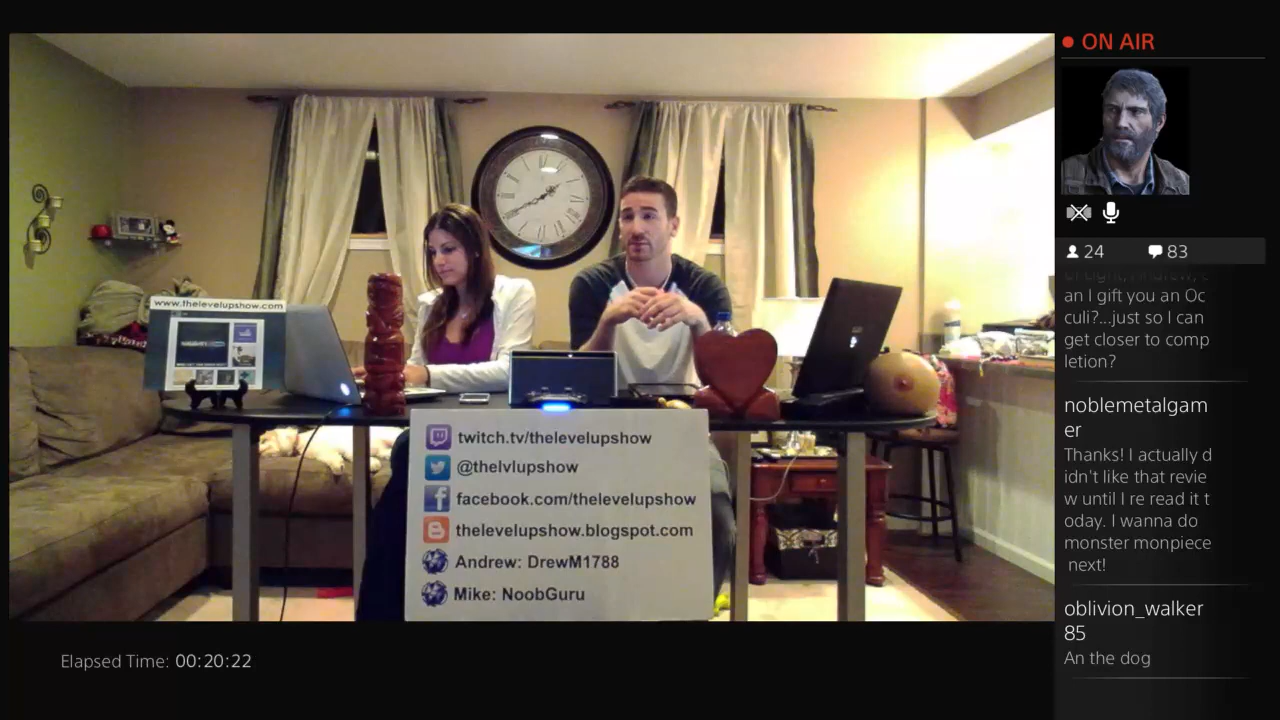 ON AIR
24 83
an I gift you an Oc
culi?...just so I can
get closer to comp
letion?
noblemetalgam
er
Thanks! I actually d
idn't like that revie
w until I re read it t
oday. I wanna do
monster monpiece
next!
oblivion_walker
85
An the dog
www.thelevelupshow.com
twitch.tv/thelevelupshow
@thelvlupshow
facebook.com/thelevelupshow
thelevelupshow.blogspot.com
Andrew: DrewM1788
Mike: NoobGuru
Elapsed Time: 00:20:22